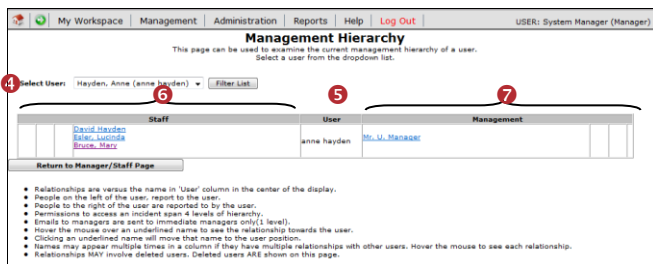 My Workspace | Management | Administration | Reports | Help | Log Out | USER: System Manager (Manager)
Management Hierarchy
This page can be used to examine the current management hierarchy of a user.
Select a user from the dropdown list.
4 Select User: Hayden, Anne (anne hayden) Filter List
6 5 7
Staff User Management
David Hayden
Esler, Lucinda
Bruce, Mary
anne hayden
Mr. U. Manager
Return to Manager/Staff Page
• Relationships are versus the name in 'User' column in the center of the display.
• People on the left of the user, report to the user.
• People to the right of the user are reported to by the user.
• Permissions to access an incident span 4 levels of hierarchy.
• Emails to managers are sent to immediate managers only(1 level).
• Hover the mouse over an underlined name to see the relationship towards the user.
• Clicking an underlined name will move that name to the user position.
• Names may appear multiple times in a column if they have multiple relationships with other users. Hover the mouse to see each relationship.
• Relationships MAY involve deleted users. Deleted users ARE shown on this page.